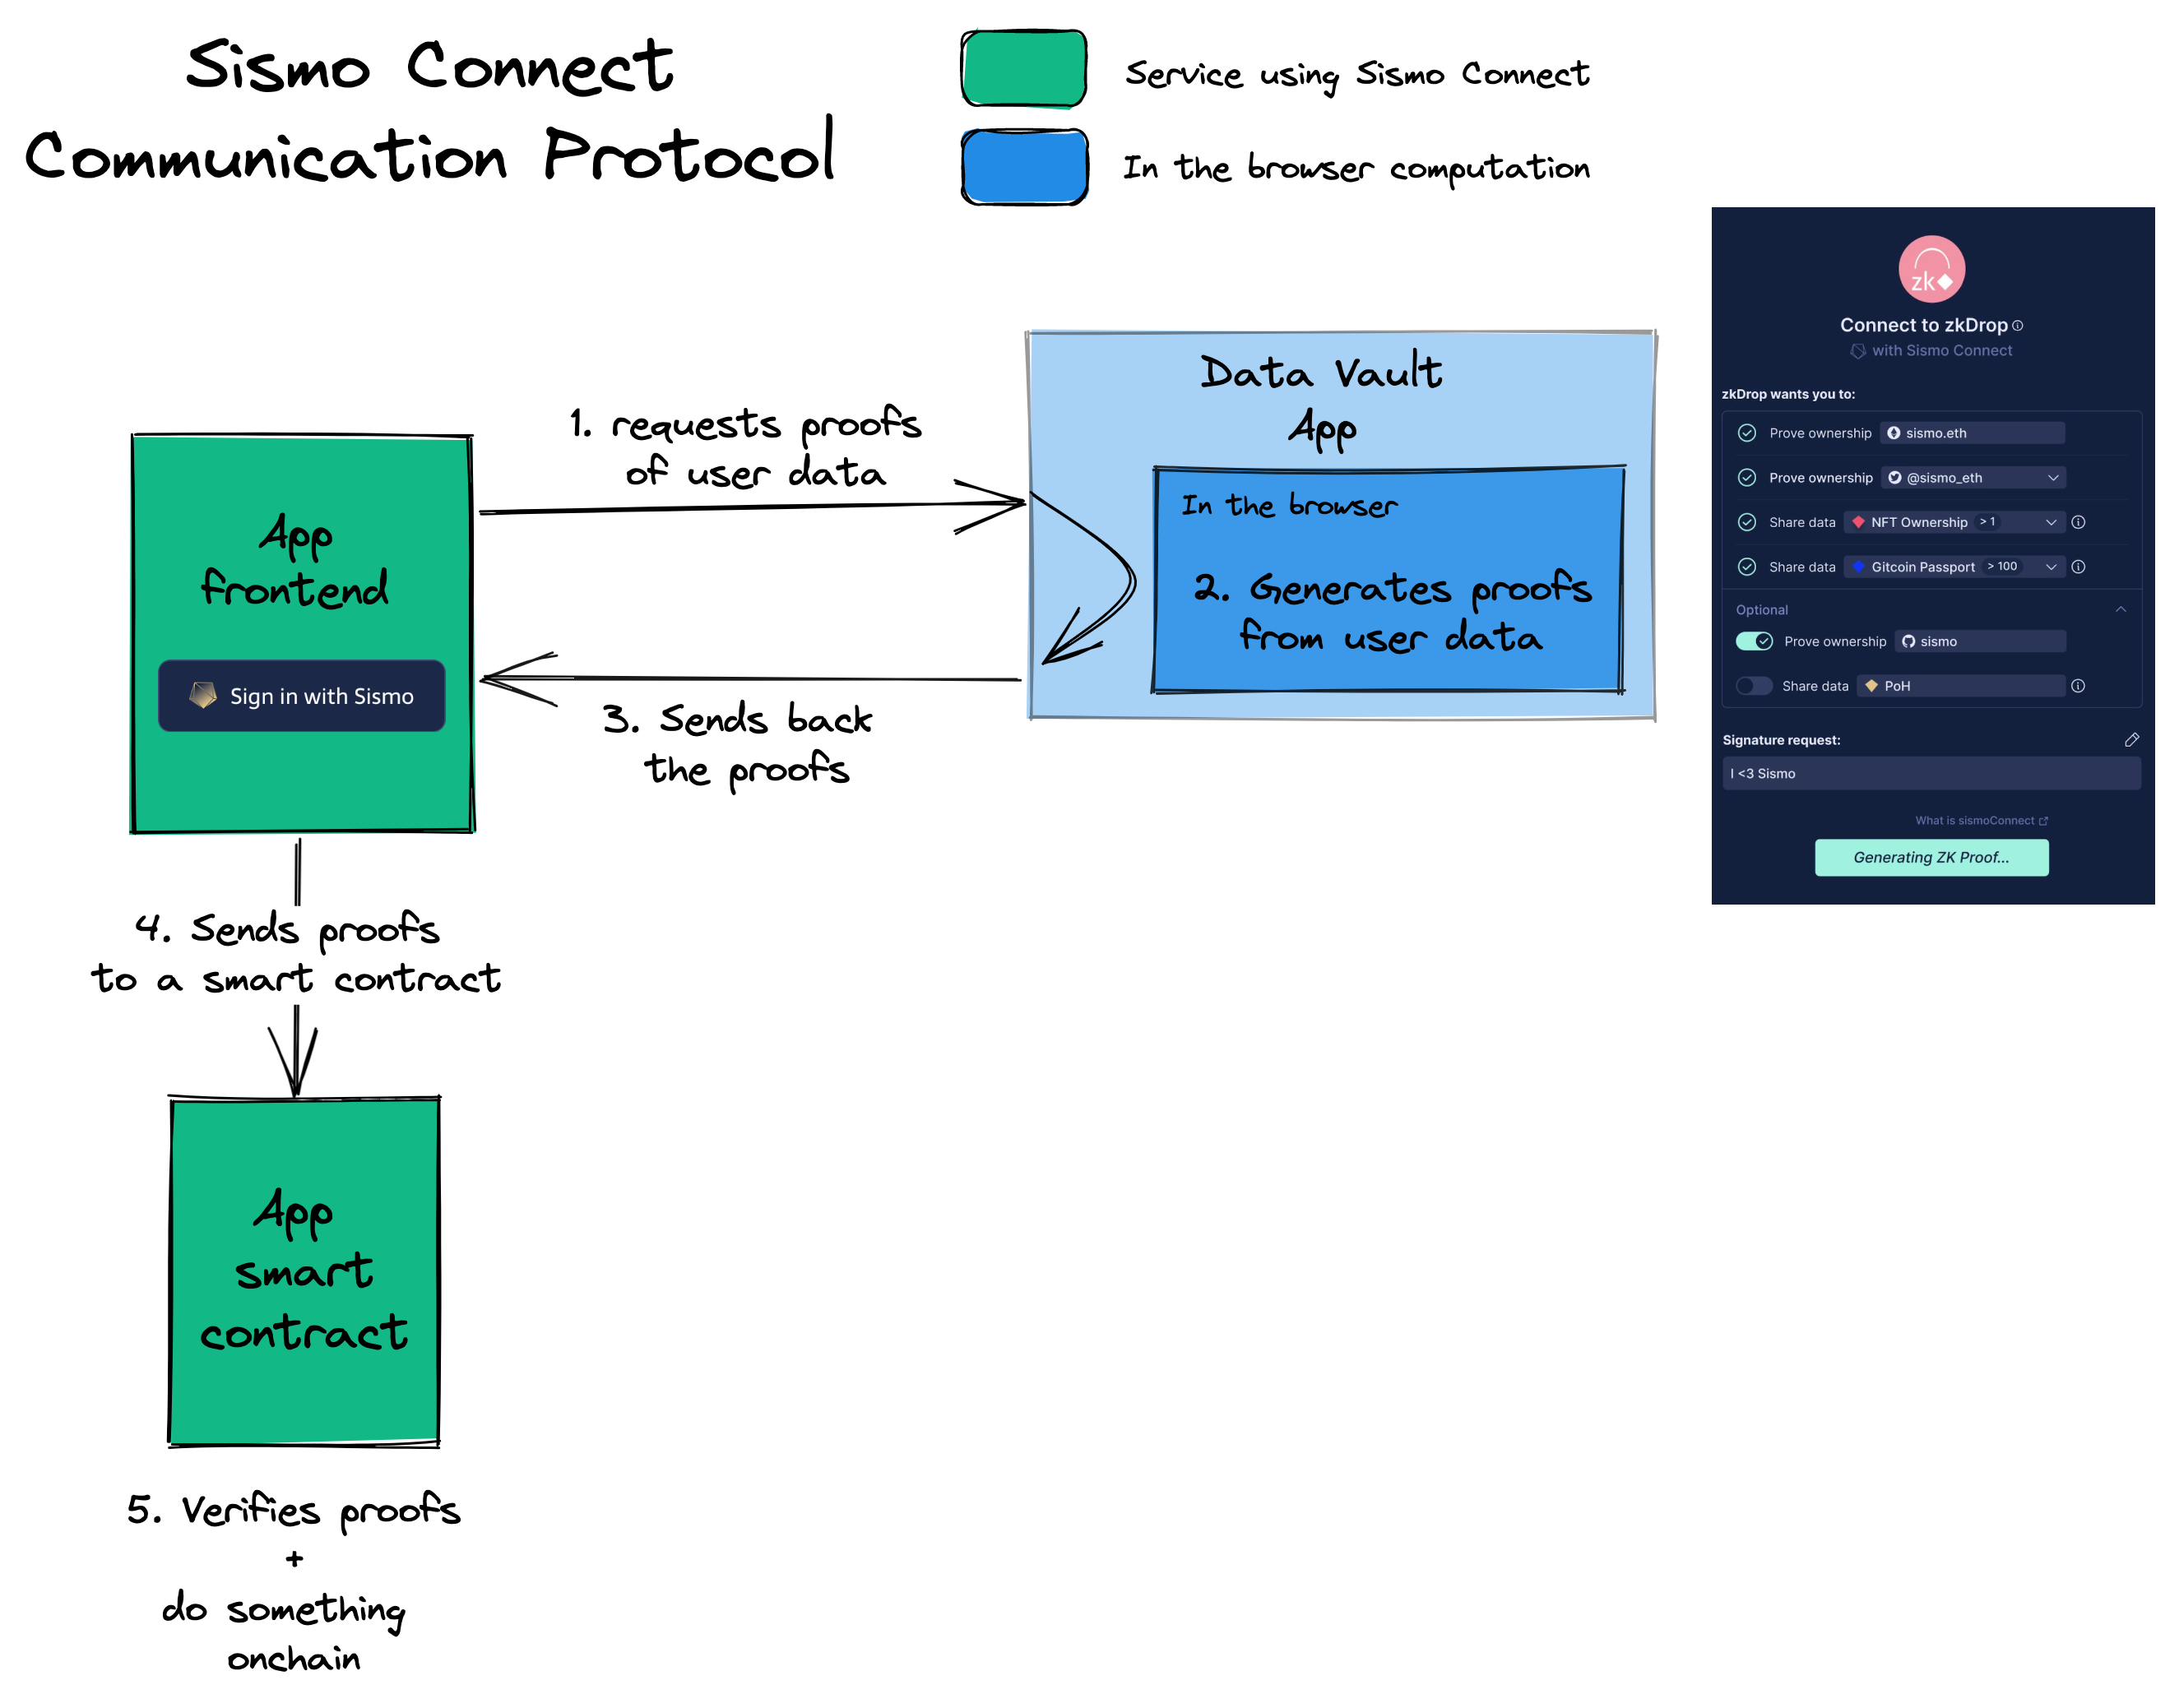 Sismo Connect
Communication Protocol
Service using Sismo Connect
In the browser computation
App
frontend
Sign in with Sismo
1. requests proofs
of user data
Data Vault
App
In the browser
2. Generates proofs
from user data
3. Sends back
the proofs
4. Sends proofs
to a smart contract
App
smart
contract
5. Verifies proofs
+
do something
onchain
zk
Connect to zkDrop
with Sismo Connect
zkDrop wants you to:
Prove ownership sismo.eth
Prove ownership @sismo_eth
Share data NFT Ownership > 1
Share data Gitcoin Passport > 100
Optional
Prove ownership sismo
Share data PoH
Signature request:
I <3 Sismo
What is sismoConnect
Generating ZK Proof...